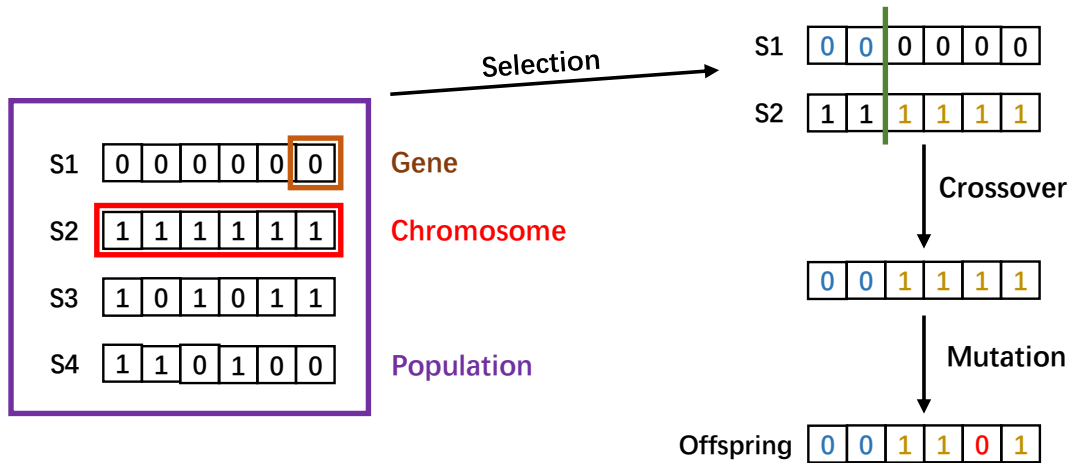 Selection
S1 0 0 0 0 0 0
S2 1 1 1 1 1 1
S1 0 0 0 0 0 0 Gene
S2 1 1 1 1 1 1 Chromosome
S3 1 0 1 0 1 1
S4 1 1 0 1 0 0 Population
Crossover
0 0 1 1 1 1
Mutation
Offspring 0 0 1 1 0 1